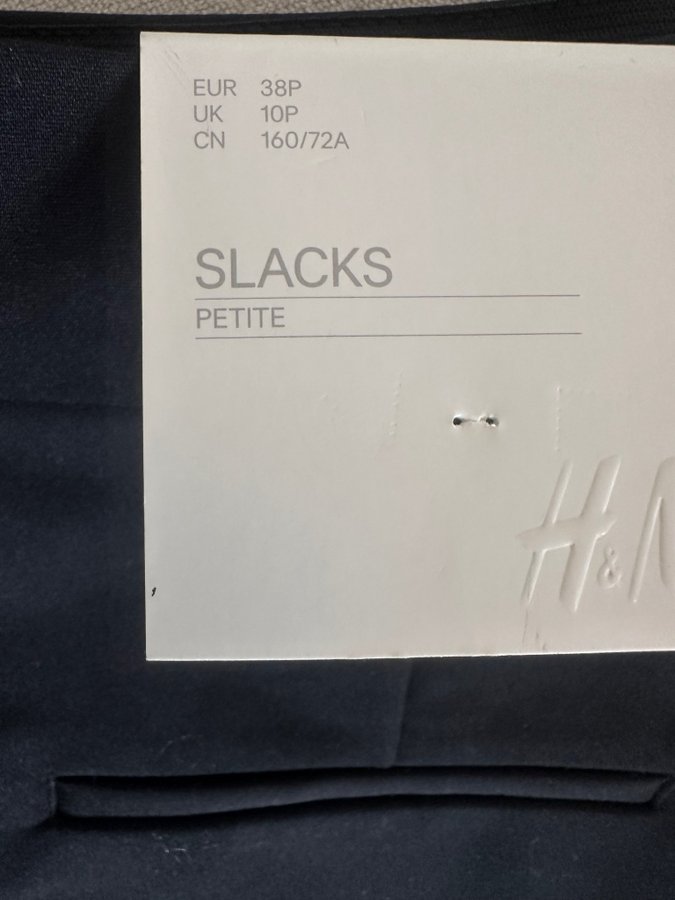 EUR 38P
UK 10P
CN 160/72A
SLACKS
PETITE
H&M